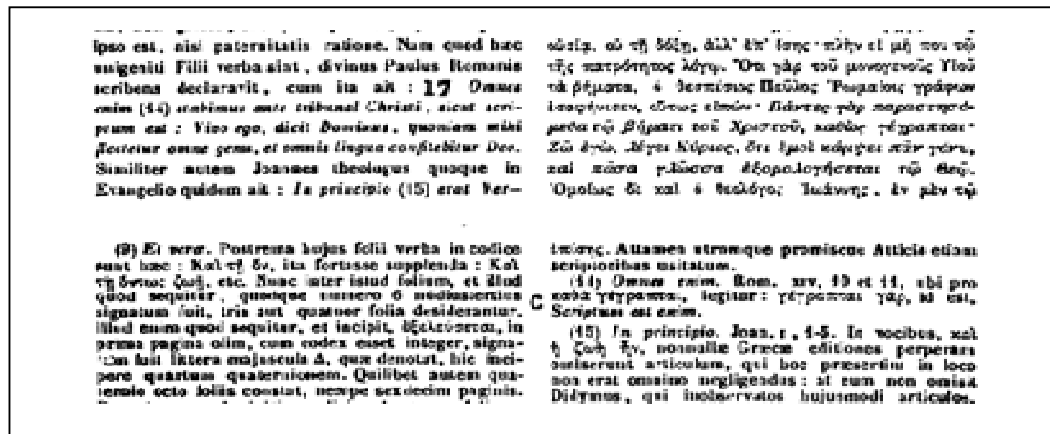 ipso est, nisi paternitatis ratione. Nam quod hæc
unigeniti Filii verba sint, divinus Paulus Romanis
scribens declaravit, cum ita ait : 17 Omnes
enim (14) stabimus ante tribunal Christi, sicut scri-
ptum est : Vivo ego, dicit Dominus, quoniam mihi
flectetur omne genu, et omnis lingua confitebitur Deo.
Similiter autem Joannes theologus quoque in
Evangelio quidem ait : In principio (15) erat Ver-
οὐσίᾳ, οὐ τῇ δόξῃ, ἀλλ' ἐπ' ἴσης· πλὴν εἰ μή που τῷ
τῆς πατρότητος λόγῳ. Ὅτι γὰρ τοῦ μονογενοῦς Υἱοῦ
τὰ ῥήματα, ὁ θεσπέσιος Παῦλος Ῥωμαίοις γράφων
ἐσαφήνισεν, οὕτως εἰπών· Πάντες γὰρ παραστησό-
μεθα τῷ βήματι τοῦ Χριστοῦ, καθὼς γέγραπται·
Ζῶ ἐγὼ, λέγει Κύριος, ὅτι ἐμοὶ κάμψει πᾶν γόνυ,
καὶ πᾶσα γλῶσσα ἐξομολογήσεται τῷ Θεῷ.
Ὁμοίως δὲ καὶ ὁ θεολόγος Ἰωάννης, ἐν μὲν τῷ
(9) Et vera. Postrema hujus folii verba in codice
sunt hæc : Καὶ τῇ ὄν, ita fortasse supplenda : Καὶ
τῇ ὄντως ζωῇ, etc. Nunc inter istud folium, et illud
quod sequitur, quodque numero 6 mediastertius
signatum fuit, tria aut quatuor folia desiderantur.
Illud enim quod sequitur, et incipit, ἐξελεύσεται, in
prima pagina olim, cum codex esset integer, signa-
tum fuit littera majuscula Δ, quæ denotat, hic inci-
pere quartum quaternionem. Quilibet autem qua-
ternio octo foliis constat, nempe sexdecim paginis.
C
ἐπίσης. Attamen utrumque promiscue Atticis etiam
scriptoribus usitatum.
(14) Omnes enim. Rom. xiv, 10 et 11, ubi pro
καθὰ γέγραπται, legitur : γέγραπται γὰρ, id est,
Scriptum est enim.
(15) In principio. Joan. i, 1-5. In vocibus, καὶ
ἡ ζωὴ ἦν, nonnullæ Græcæ editiones perperam
omiserunt articulum, qui hoc præsertim in loco
non erat omnino negligendus : at eum non omisit
Didymus, qui inobservatos hujusmodi articulos,